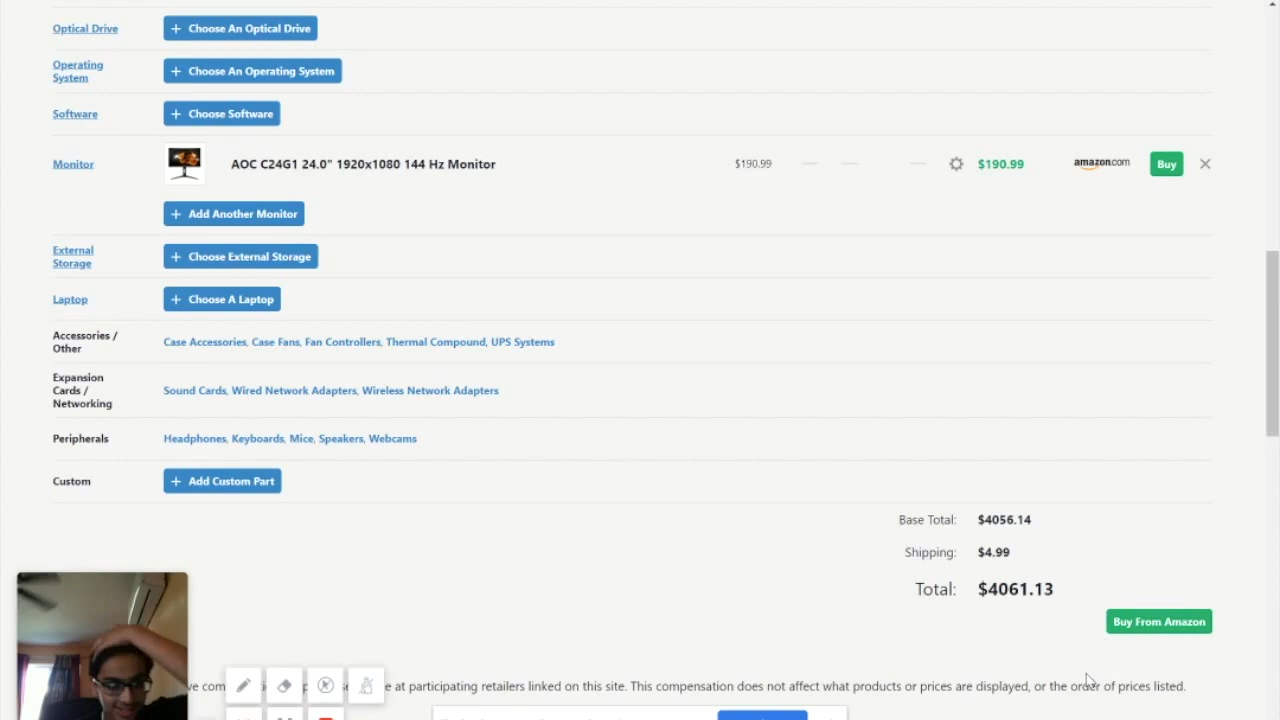 Optical Drive
+ Choose An Optical Drive
Operating
System
+ Choose An Operating System
Software
+ Choose Software
Monitor
AOC C24G1 24.0" 1920x1080 144 Hz Monitor
$190.99
$190.99
amazon.com
Buy
+ Add Another Monitor
External
Storage
+ Choose External Storage
Laptop
+ Choose A Laptop
Accessories /
Other
Case Accessories, Case Fans, Fan Controllers, Thermal Compound, UPS Systems
Expansion
Cards /
Networking
Sound Cards, Wired Network Adapters, Wireless Network Adapters
Peripherals
Headphones, Keyboards, Mice, Speakers, Webcams
Custom
+ Add Custom Part
Base Total: $4056.14
Shipping: $4.99
Total: $4061.13
Buy From Amazon
at participating retailers linked on this site. This compensation does not affect what products or prices are displayed, or the order of prices listed.